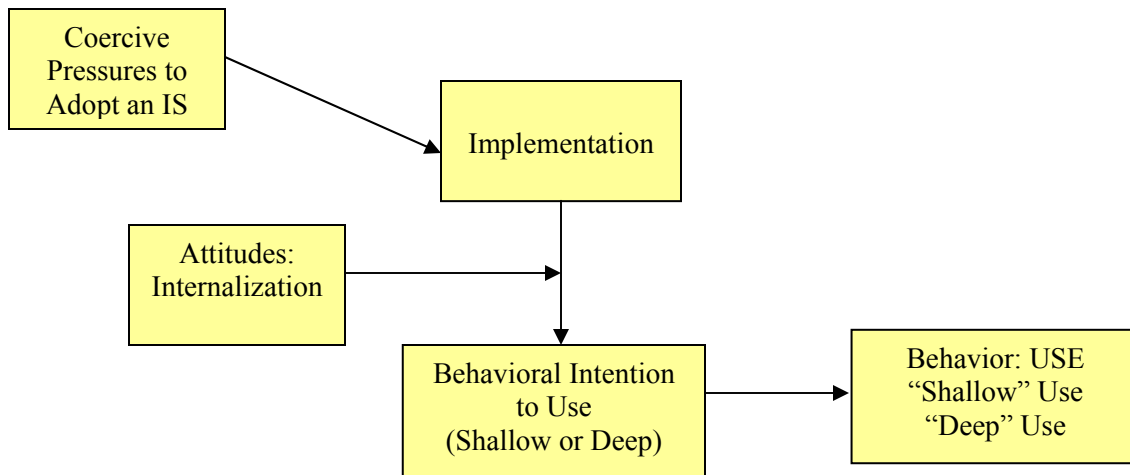 Coercive
Pressures to
Adopt an IS
Implementation
Attitudes:
Internalization
Behavioral Intention
to Use
(Shallow or Deep)
Behavior: USE
“Shallow” Use
“Deep” Use